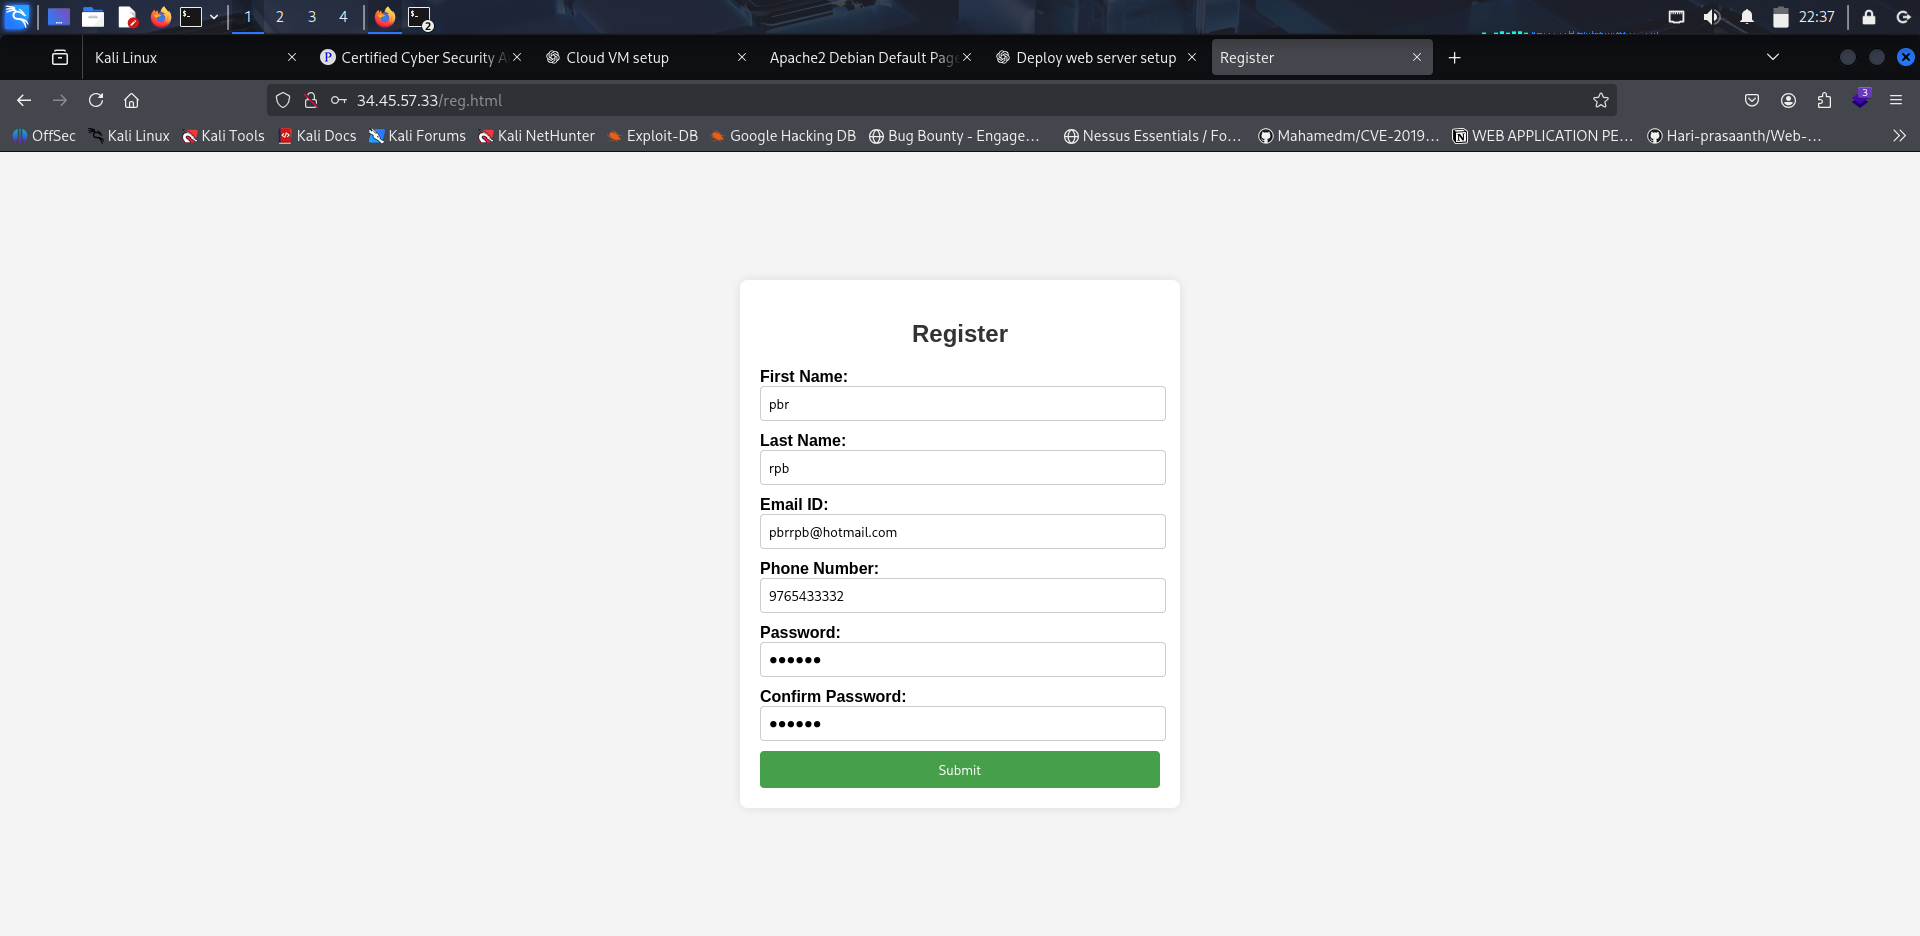 1 2 3 4 2 22:37
Kali Linux Certified Cyber Security A Cloud VM setup Apache2 Debian Default Page Deploy web server setup Register
34.45.57.33/reg.html 3
OffSec Kali Linux Kali Tools Kali Docs Kali Forums Kali NetHunter Exploit-DB Google Hacking DB Bug Bounty - Engage... Nessus Essentials / Fo... Mahamedm/CVE-2019... WEB APPLICATION PE... Hari-prasaanth/Web-...
Register
First Name:
pbr
Last Name:
rpb
Email ID:
pbrrpb@hotmail.com
Phone Number:
9765433332
Password:
●●●●●●
Confirm Password:
●●●●●●
Submit